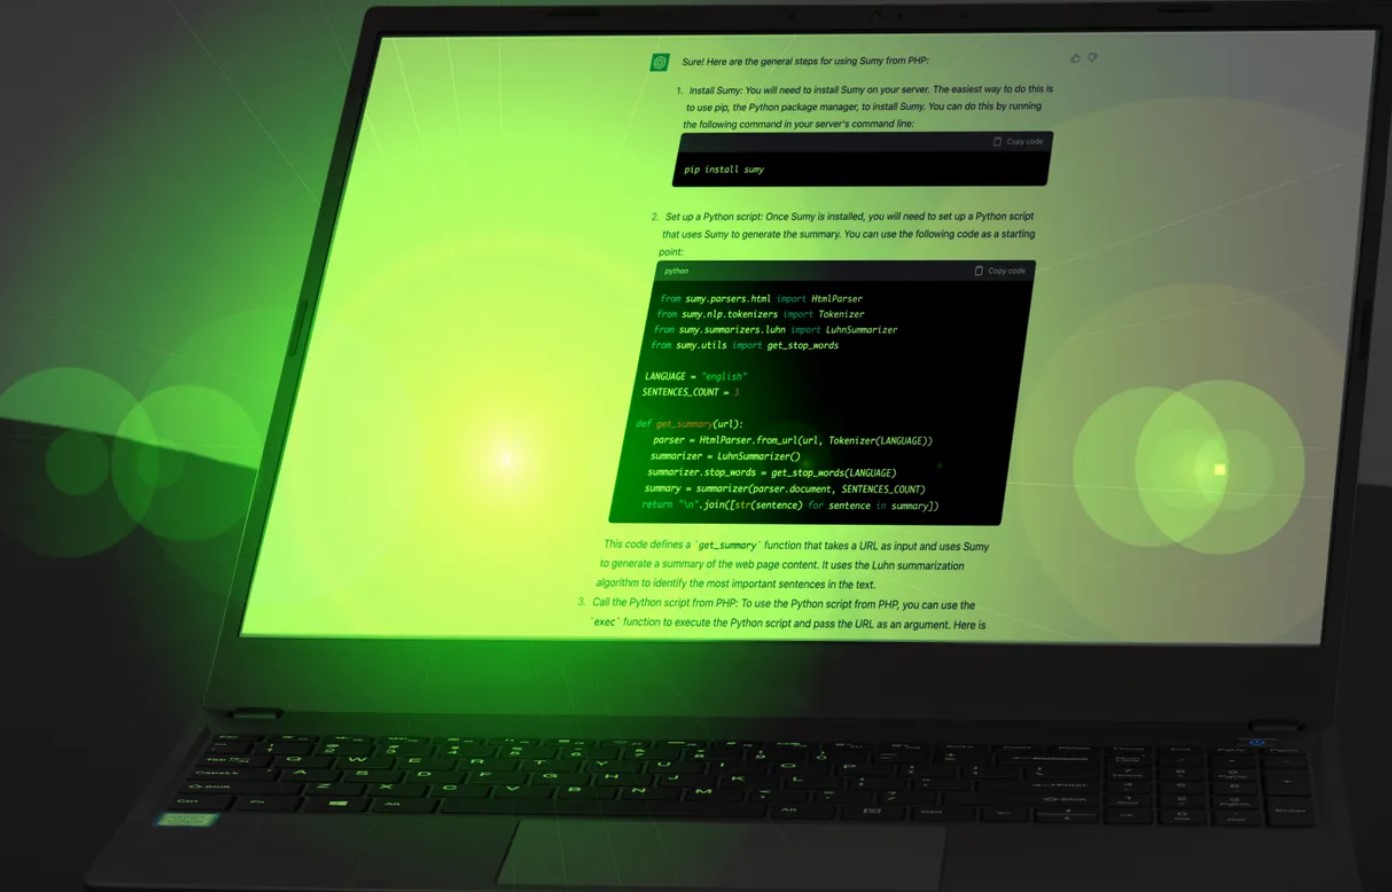 Sure! Here are the general steps for using Sumy from PHP:
1. Install Sumy: You will need to install Sumy on your server. The easiest way to do this is
to use pip, the Python package manager, to install Sumy. You can do this by running
the following command in your server's command line:
Copy code
pip install sumy
2. Set up a Python script: Once Sumy is installed, you will need to set up a Python script
that uses Sumy to generate the summary. You can use the following code as a starting
point:
python Copy code
from sumy.parsers.html import HtmlParser
from sumy.nlp.tokenizers import Tokenizer
from sumy.summarizers.luhn import LuhnSummarizer
from sumy.utils import get_stop_words
LANGUAGE = "english"
SENTENCES_COUNT = 3
def get_summary(url):
parser = HtmlParser.from_url(url, Tokenizer(LANGUAGE))
summarizer = LuhnSummarizer()
summarizer.stop_words = get_stop_words(LANGUAGE)
summary = summarizer(parser.document, SENTENCES_COUNT)
return "\n".join([str(sentence) for sentence in summary])
This code defines a `get_summary` function that takes a URL as input and uses Sumy
to generate a summary of the web page content. It uses the Luhn summarization
algorithm to identify the most important sentences in the text.
3. Call the Python script from PHP: To use the Python script from PHP, you can use the
`exec` function to execute the Python script and pass the URL as an argument. Here is
Q W E R T Y U I O P
A S D F G H J K L
Z X C V B N M
Ctrl Fn Alt Alt